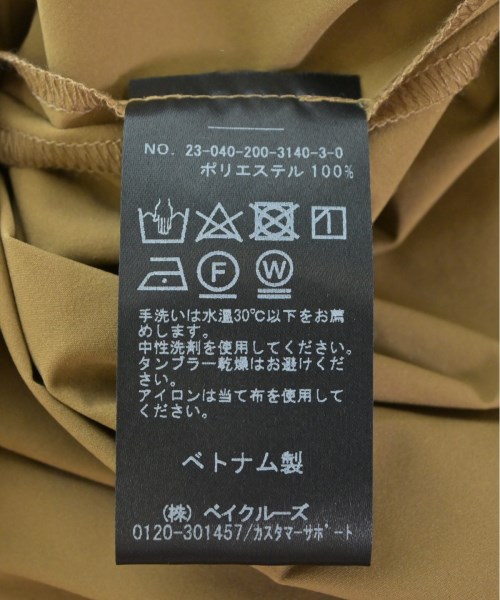 NO. 23-040-200-3140-3-0
ポリエステル 100%
F W
手洗いは水温30℃以下をお薦
めします。
中性洗剤を使用してください。
タンブラー乾燥はお避けくださ
い。
アイロンは当て布を使用してく
ださい。
ベトナム製
(株) ベイクルーズ
0120-301457/カスタマーサポート